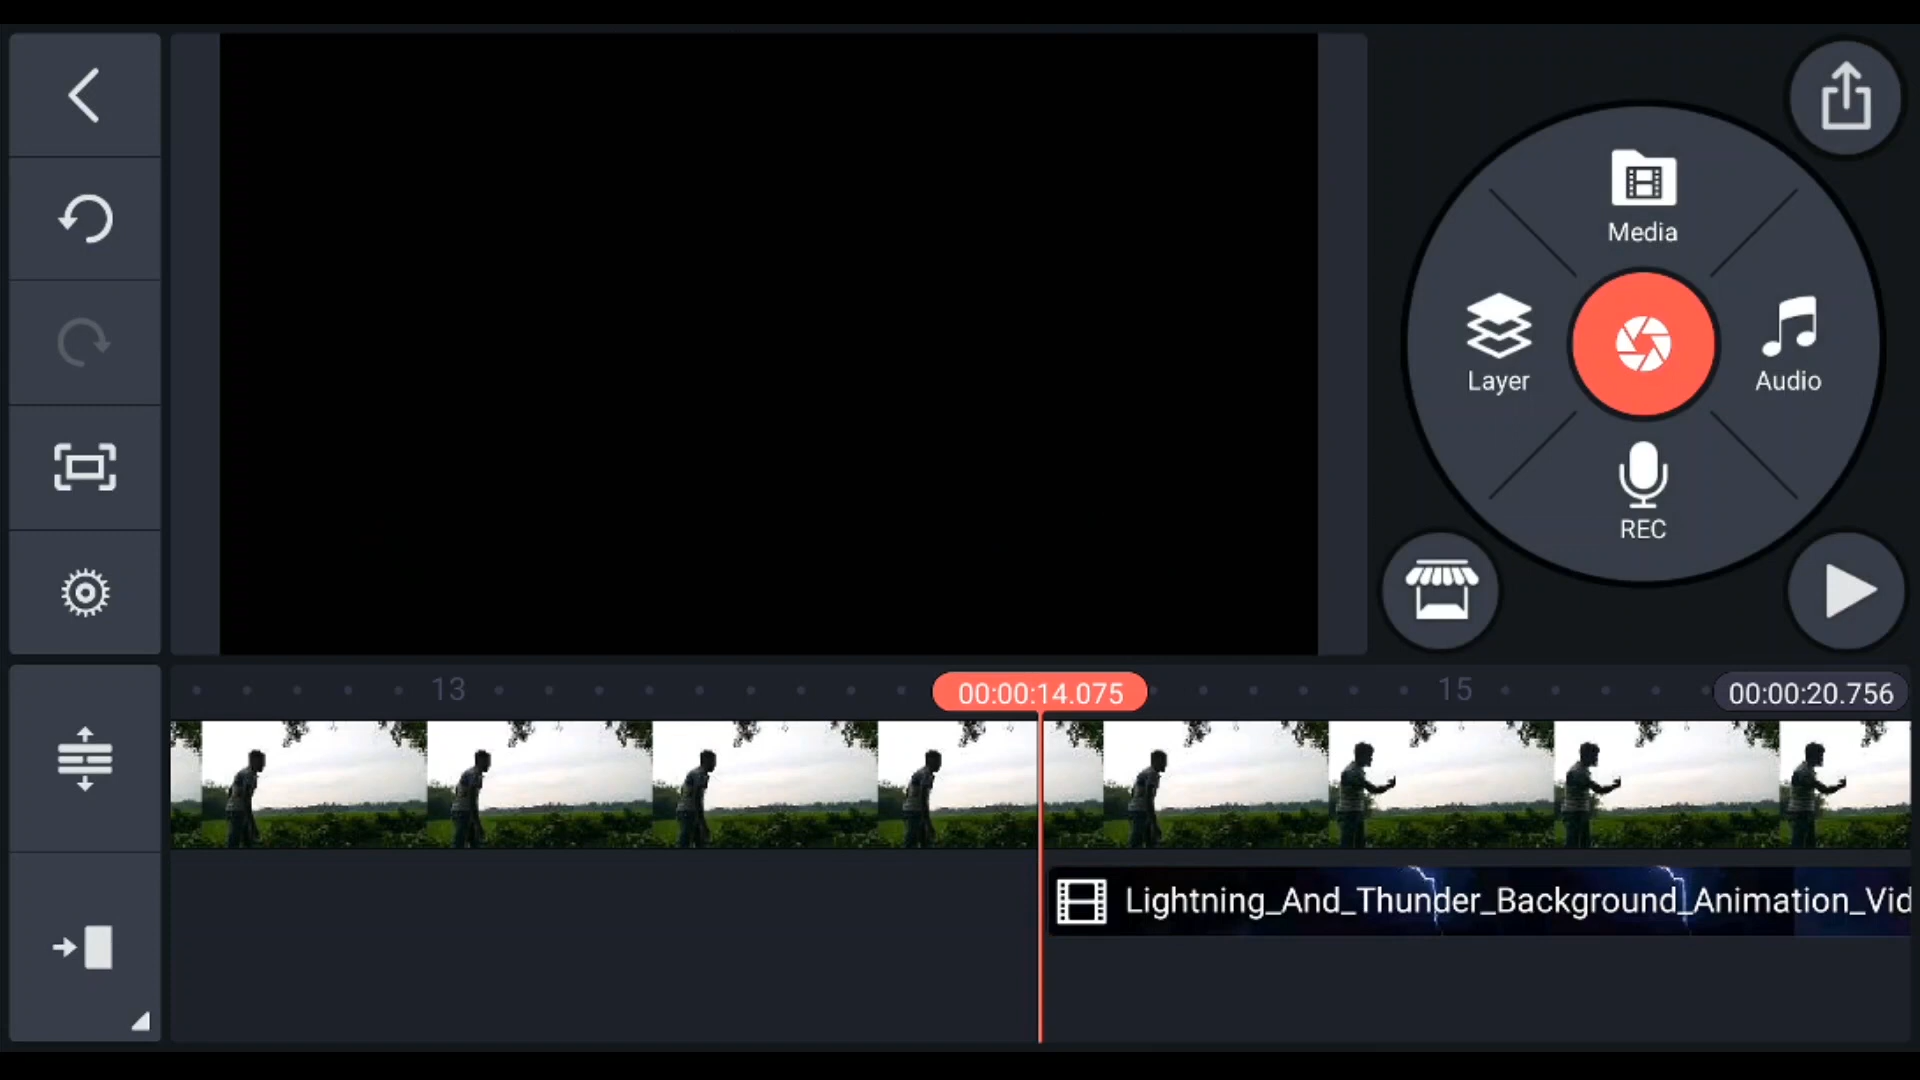 Media
Layer
Audio
REC
13
00:00:14.075
15
00:00:20.756
Lightning_And_Thunder_Background_Animation_Vid